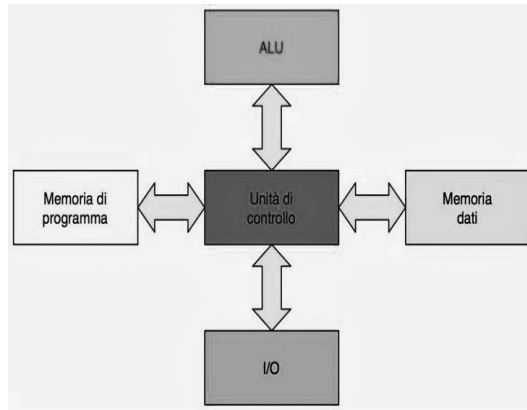 ALU
Memoria di
programma
Unità di
controllo
Memoria
dati
I/O